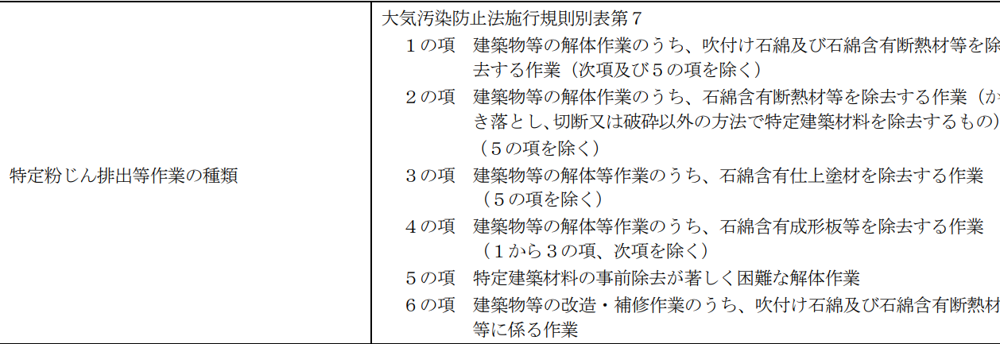 特定粉じん排出等作業の種類
大気汚染防止法施行規則別表第７
１の項　建築物等の解体作業のうち、吹付け石綿及び石綿含有断熱材等を除
去する作業（次項及び５の項を除く）
２の項　建築物等の解体作業のうち、石綿含有断熱材等を除去する作業（か
き落とし、切断又は破砕以外の方法で特定建築材料を除去するもの）
（５の項を除く）
３の項　建築物等の解体等作業のうち、石綿含有仕上塗材を除去する作業
（５の項を除く）
４の項　建築物等の解体等作業のうち、石綿含有成形板等を除去する作業
（１から３の項、次項を除く）
５の項　特定建築材料の事前除去が著しく困難な解体作業
６の項　建築物等の改造・補修作業のうち、吹付け石綿及び石綿含有断熱材
等に係る作業